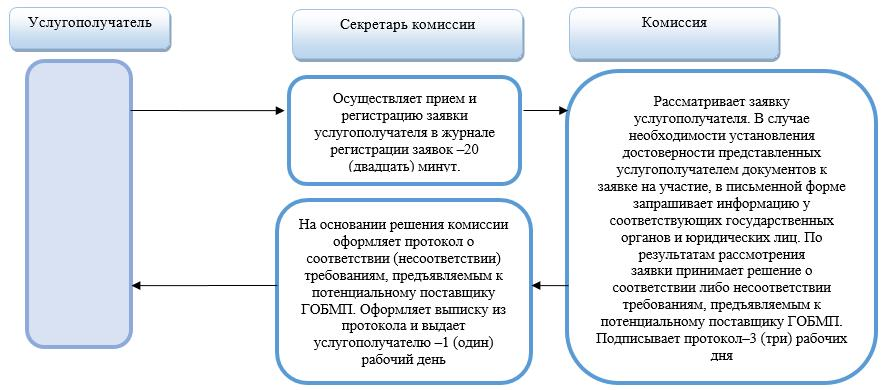 Услугополучатель
Секретарь комиссии
Комиссия
Осуществляет прием и
регистрацию заявки
услугополучателя в журнале
регистрации заявок –20
(двадцать) минут.
Рассматривает заявку
услугополучателя. В случае
необходимости установления
достоверности представленных
услугополучателем документов к
заявке на участие, в письменной форме
запрашивает информацию у
соответствующих государственных
органов и юридических лиц. По
результатам рассмотрения
заявки принимает решение о
соответствии либо несоответствии
требованиям, предъявляемым к
потенциальному поставщику ГОБМП.
Подписывает протокол–3 (три) рабочих
дня
На основании решения комиссии
оформляет протокол о
соответствии (несоответствии)
требованиям, предъявляемым к
потенциальному поставщику
ГОБМП. Оформляет выписку из
протокола и выдает
услугополучателю –1 (один)
рабочий день